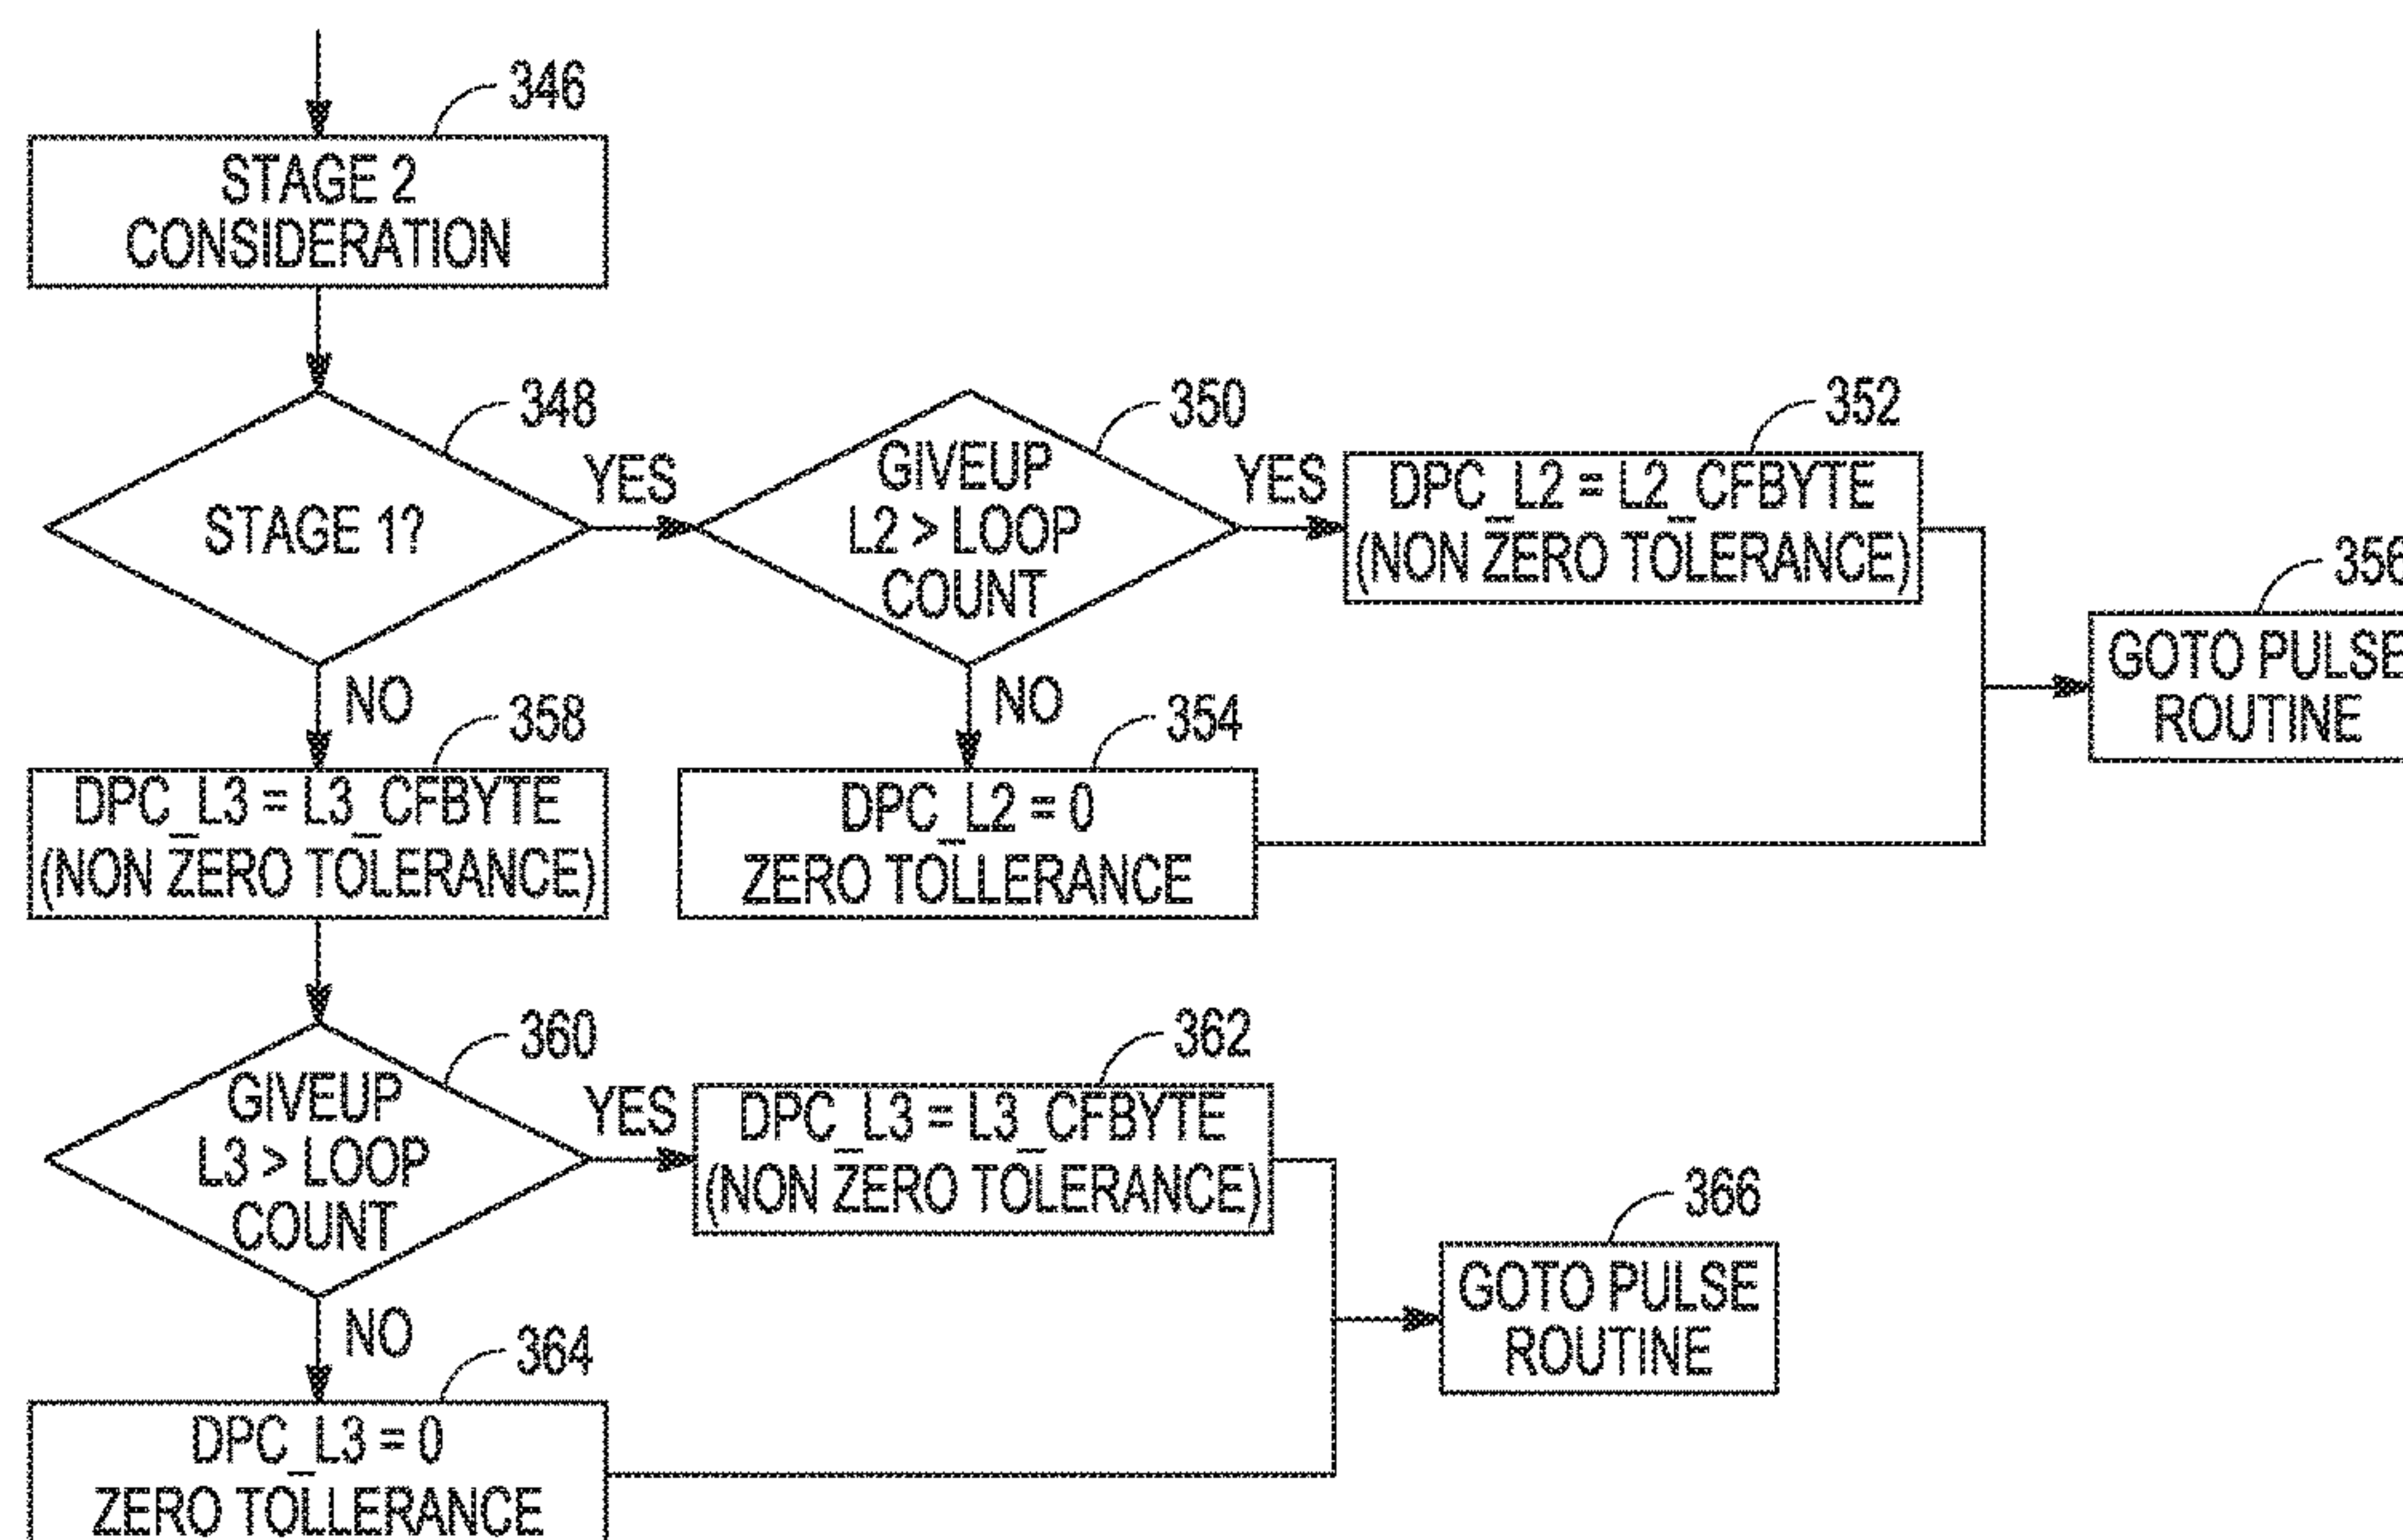 346
STAGE 2
CONSIDERATION
348
STAGE 1?
YES
NO
350
GIVEUP
L2 > LOOP
COUNT
YES
NO
352
DPC_L2 = L2_CFBYTE
(NON ZERO TOLERANCE)
354
DPC_L2 = 0
ZERO TOLLERANCE
356
GOTO PULSE
ROUTINE
358
DPC_L3 = L3_CFBYTE
(NON ZERO TOLERANCE)
360
GIVEUP
L3 > LOOP
COUNT
YES
NO
362
DPC_L3 = L3_CFBYTE
(NON ZERO TOLERANCE)
364
DPC_L3 = 0
ZERO TOLLERANCE
366
GOTO PULSE
ROUTINE